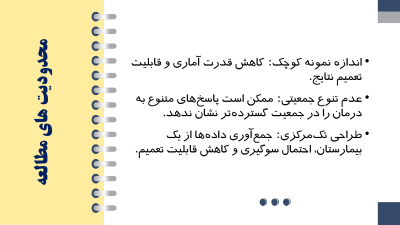 محدودیت های مطالعه
• اندازه نمونه کوچک: کاهش قدرت آماری و قابلیت
تعمیم نتایج.
• عدم تنوع جمعیتی: ممکن است پاسخ‌های متنوع به
درمان را در جمعیت گسترده‌تر نشان ندهد.
• طراحی تک‌مرکزی: جمع‌آوری داده‌ها از یک
بیمارستان، احتمال سوگیری و کاهش قابلیت تعمیم.